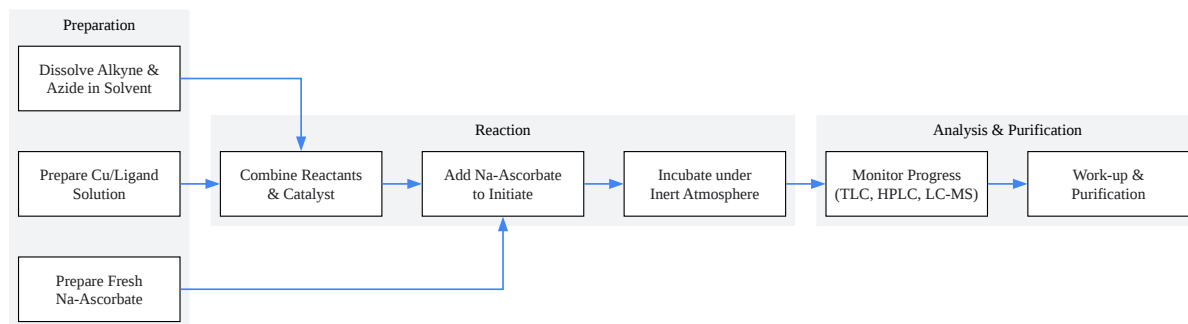 Preparation
Dissolve Alkyne &
Azide in Solvent
Prepare Cu/Ligand
Solution
Prepare Fresh
Na-Ascorbate
Reaction
Combine Reactants
& Catalyst
Add Na-Ascorbate
to Initiate
Incubate under
Inert Atmosphere
Analysis & Purification
Monitor Progress
(TLC, HPLC, LC-MS)
Work-up &
Purification